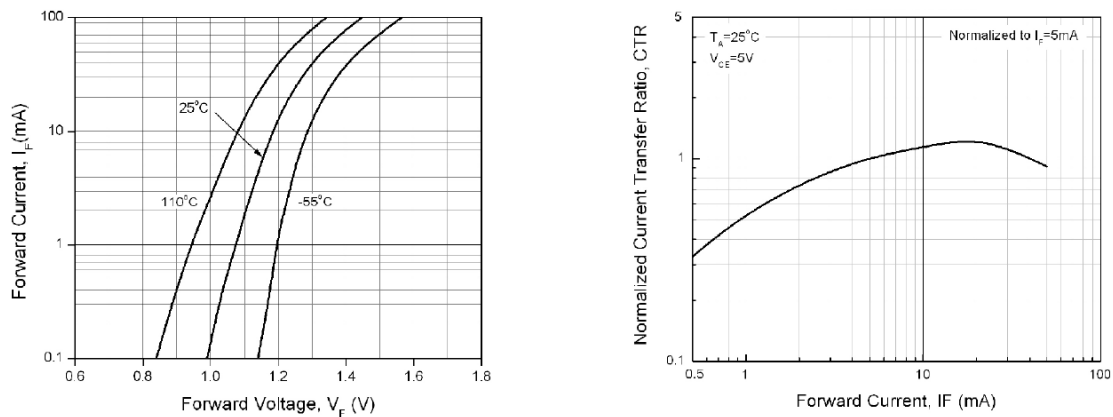 100
10
1
0.1
Forward Current, I_F (mA)
25°C
110°C
-55°C
0.6 0.8 1.0 1.2 1.4 1.6 1.8
Forward Voltage, V_F (V)
5
1
0.1
Normalized Current Transfer Ratio, CTR
T_A=25°C
V_CE=5V
Normalized to I_F=5mA
0.5 1 10 100
Forward Current, IF (mA)